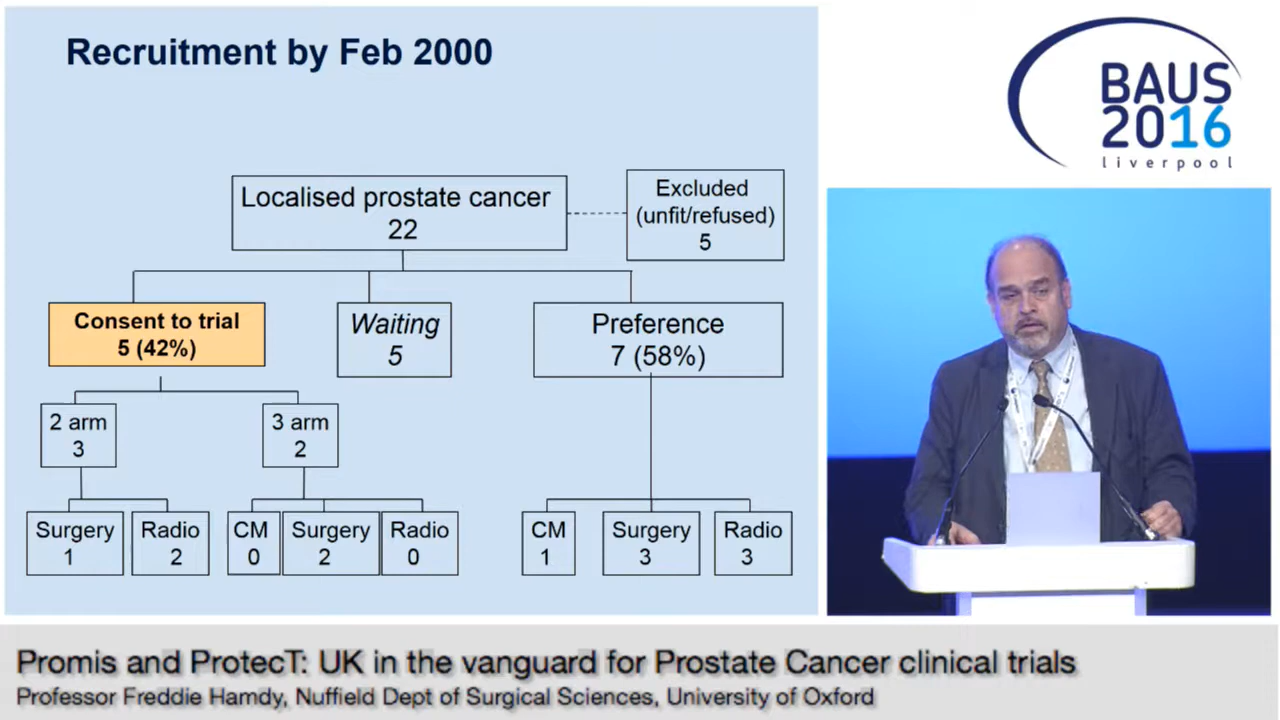 Recruitment by Feb 2000
Localised prostate cancer
22
Excluded
(unfit/refused)
5
Consent to trial
5 (42%)
Waiting
5
Preference
7 (58%)
2 arm
3
3 arm
2
Surgery
1
Radio
2
CM
0
Surgery
2
Radio
0
CM
1
Surgery
3
Radio
3
BAUS
2016
liverpool
Promis and ProtecT: UK in the vanguard for Prostate Cancer clinical trials
Professor Freddie Hamdy, Nuffield Dept of Surgical Sciences, University of Oxford